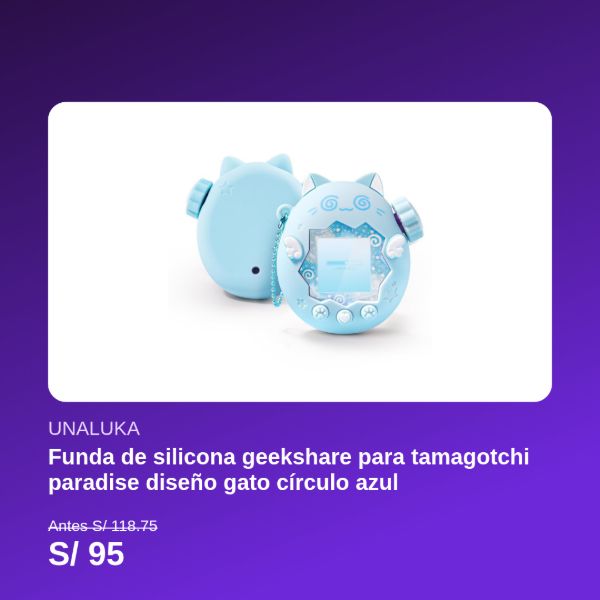 UNALUKA
Funda de silicona geekshare para tamagotchi
paradise diseño gato círculo azul
Antes S/ 118.75
S/ 95